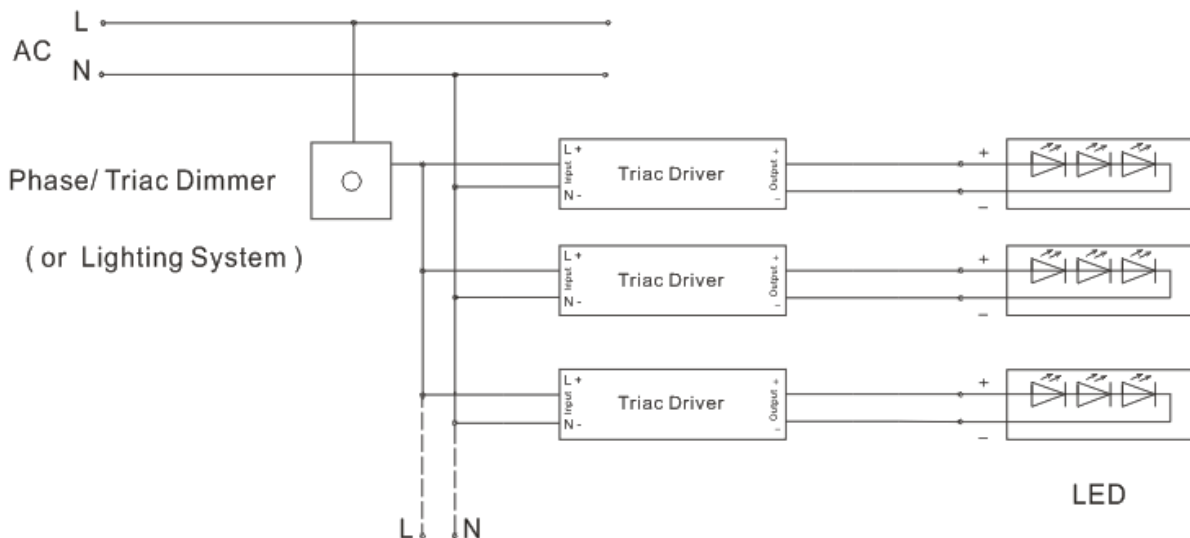 L
AC
N
Phase/ Triac Dimmer
( or Lighting System )
L +
Input
N -
Triac Driver
Output
+
–
+
–
L +
Input
N -
Triac Driver
Output
+
–
+
–
L +
Input
N -
Triac Driver
Output
+
–
+
–
LED
L
N